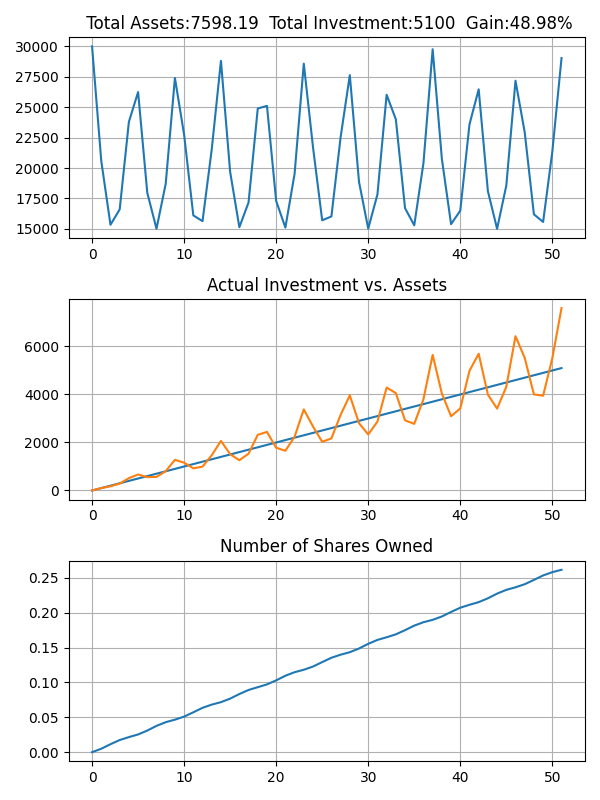 Total Assets:7598.19  Total Investment:5100  Gain:48.98%
30000
27500
25000
22500
20000
17500
15000
0 10 20 30 40 50
Actual Investment vs. Assets
6000
4000
2000
0
0 10 20 30 40 50
Number of Shares Owned
0.25
0.20
0.15
0.10
0.05
0.00
0 10 20 30 40 50